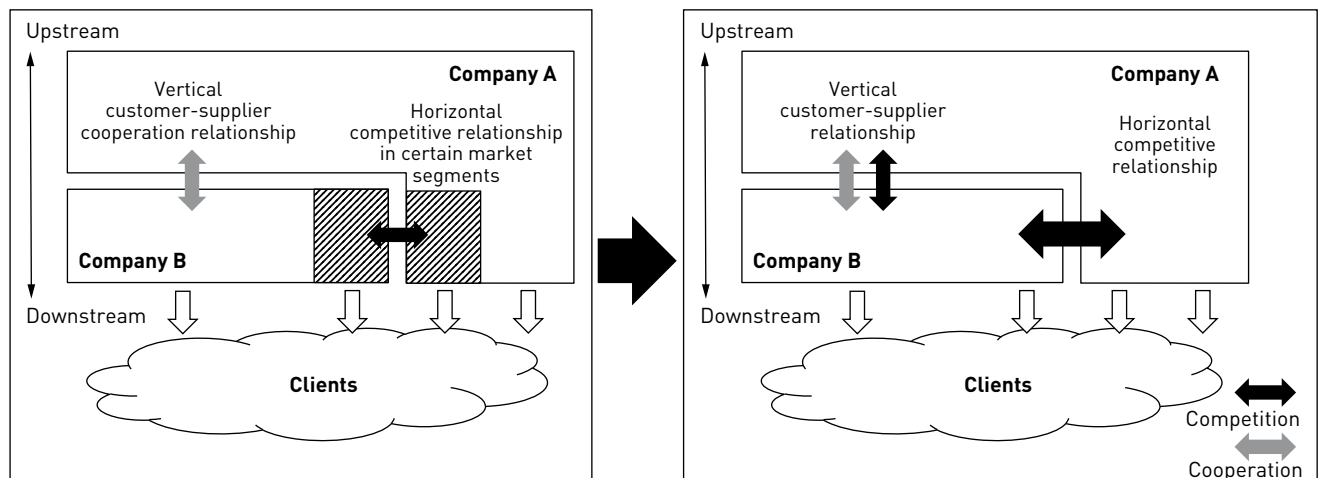 Upstream
Company A
Vertical
customer-supplier
cooperation relationship
Horizontal
competitive relationship
in certain market
segments
Company B
Downstream
Clients
Upstream
Company A
Vertical
customer-supplier
relationship
Horizontal
competitive
relationship
Company B
Downstream
Clients
Competition
Cooperation